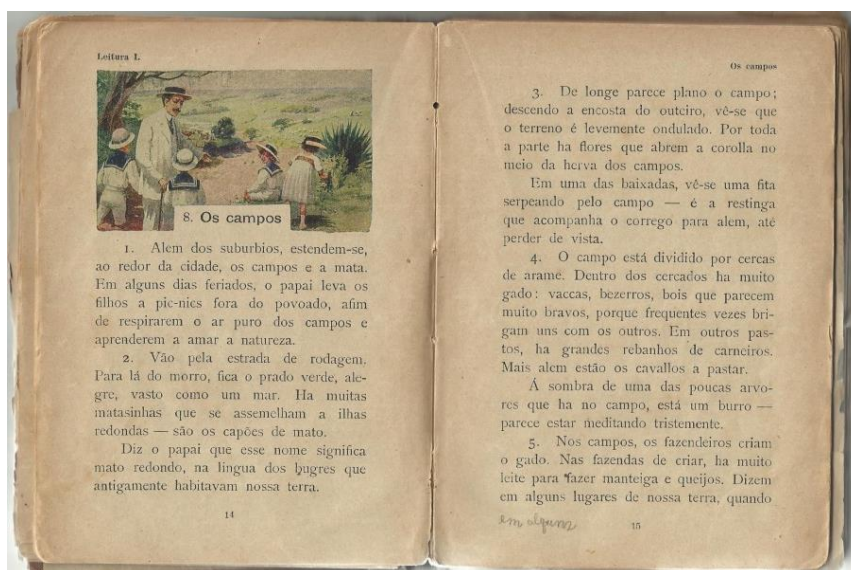 Leitura I.
8. Os campos
1. Alem dos suburbios, estendem-se,
ao redor da cidade, os campos e a mata.
Em alguns dias feriados, o papai leva os
filhos a pic-nics fora do povoado, afim
de respirarem o ar puro dos campos e
aprenderem a amar a natureza.
2. Vão pela estrada de rodagem.
Para lá do morro, fica o prado verde, ale-
gre, vasto como um mar. Ha muitas
matasinhas que se assemelham a ilhas
redondas — são os capões de mato.
Diz o papai que esse nome significa
mato redondo, na lingua dos bugres que
antigamente habitavam nossa terra.
14
Os campos
3. De longe parece plano o campo;
descendo a encosta do outeiro, vê-se que
o terreno é levemente ondulado. Por toda
a parte ha flores que abrem a corolla no
meio da herva dos campos.
Em uma das baixadas, vê-se uma fita
serpeando pelo campo — é a restinga
que acompanha o corrego para alem, até
perder de vista.
4. O campo está dividido por cercas
de arame. Dentro dos cercados ha muito
gado: vaccas, bezerros, bois que parecem
muito bravos, porque frequentes vezes bri-
gam uns com os outros. Em outros pas-
tos, ha grandes rebanhos de carneiros.
Mais alem estão os cavallos a pastar.
Á sombra de uma das poucas arvo-
res que ha no campo, está um burro —
parece estar meditando tristemente.
5. Nos campos, os fazendeiros criam
o gado. Nas fazendas de criar, ha muito
leite para fazer manteiga e queijos. Dizem
em alguns lugares de nossa terra, quando
em alguns
15